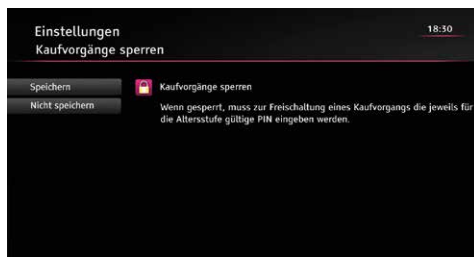 Einstellungen
18:30
Kaufvorgänge sperren
Speichern
Kaufvorgänge sperren
Nicht speichern
Wenn gesperrt, muss zur Freischaltung eines Kaufvorgangs die jeweils für
die Altersstufe gültige PIN eingeben werden.